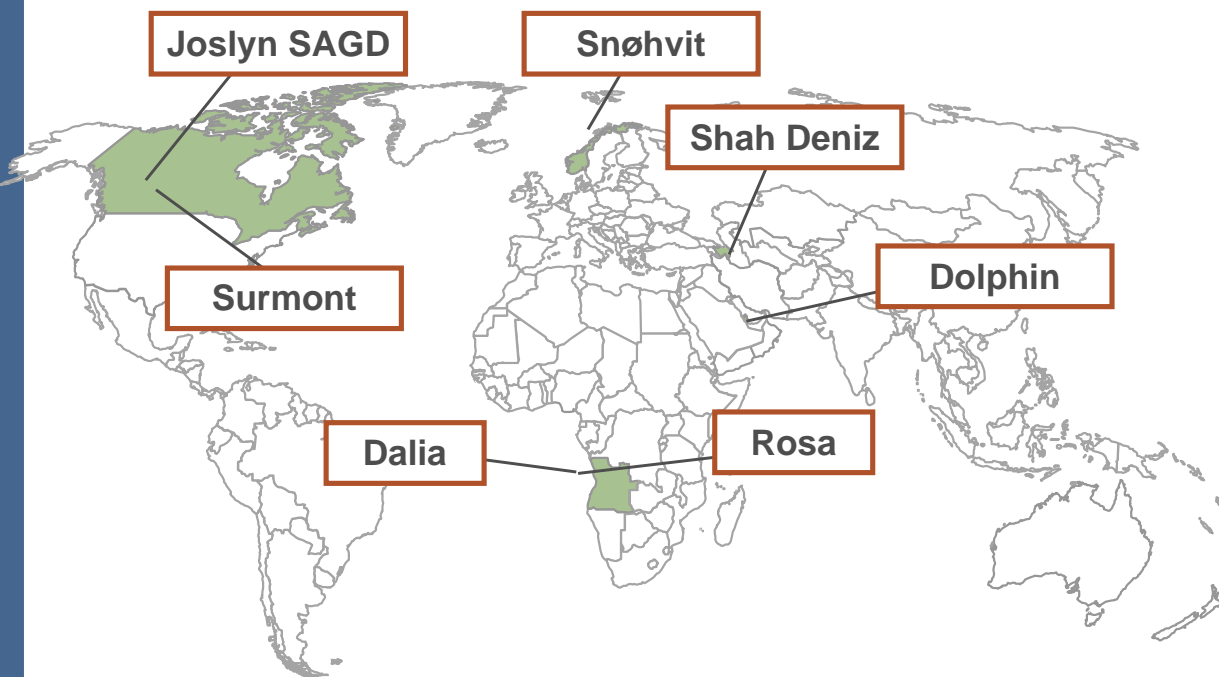 Joslyn SAGD
Snøhvit
Shah Deniz
Surmont
Dolphin
Dalia
Rosa